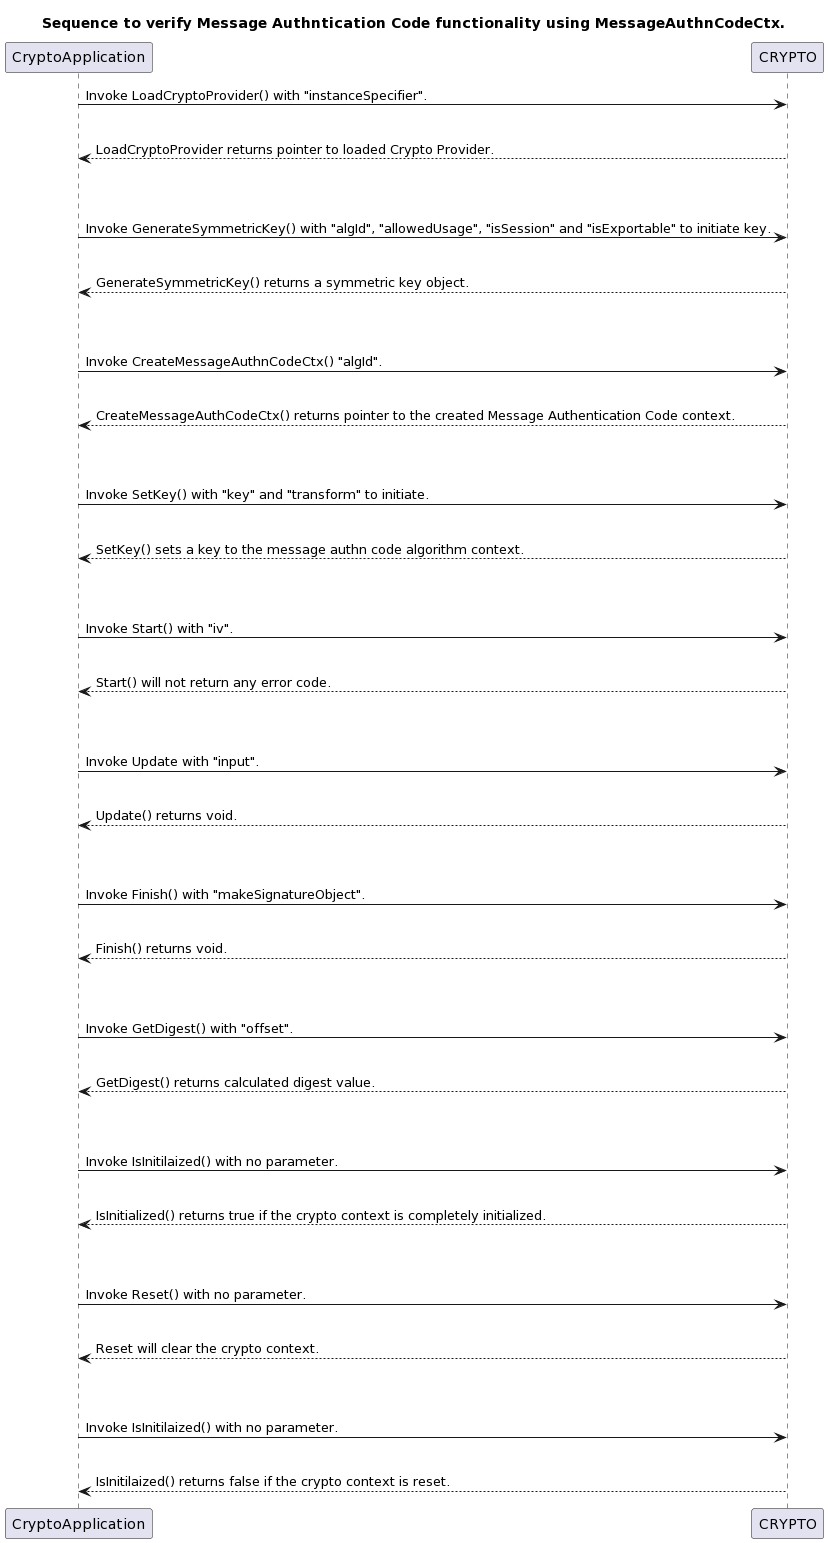 Sequence to verify Message Authntication Code functionality using MessageAuthnCodeCtx.
CryptoApplication CRYPTO
Invoke LoadCryptoProvider() with "instanceSpecifier".
LoadCryptoProvider returns pointer to loaded Crypto Provider.
Invoke GenerateSymmetricKey() with "algId", "allowedUsage", "isSession" and "isExportable" to initiate key.
GenerateSymmetricKey() returns a symmetric key object.
Invoke CreateMessageAuthnCodeCtx() "algId".
CreateMessageAuthCodeCtx() returns pointer to the created Message Authentication Code context.
Invoke SetKey() with "key" and "transform" to initiate.
SetKey() sets a key to the message authn code algorithm context.
Invoke Start() with "iv".
Start() will not return any error code.
Invoke Update with "input".
Update() returns void.
Invoke Finish() with "makeSignatureObject".
Finish() returns void.
Invoke GetDigest() with "offset".
GetDigest() returns calculated digest value.
Invoke IsInitilaized() with no parameter.
IsInitialized() returns true if the crypto context is completely initialized.
Invoke Reset() with no parameter.
Reset will clear the crypto context.
Invoke IsInitilaized() with no parameter.
IsInitilaized() returns false if the crypto context is reset.
CryptoApplication CRYPTO